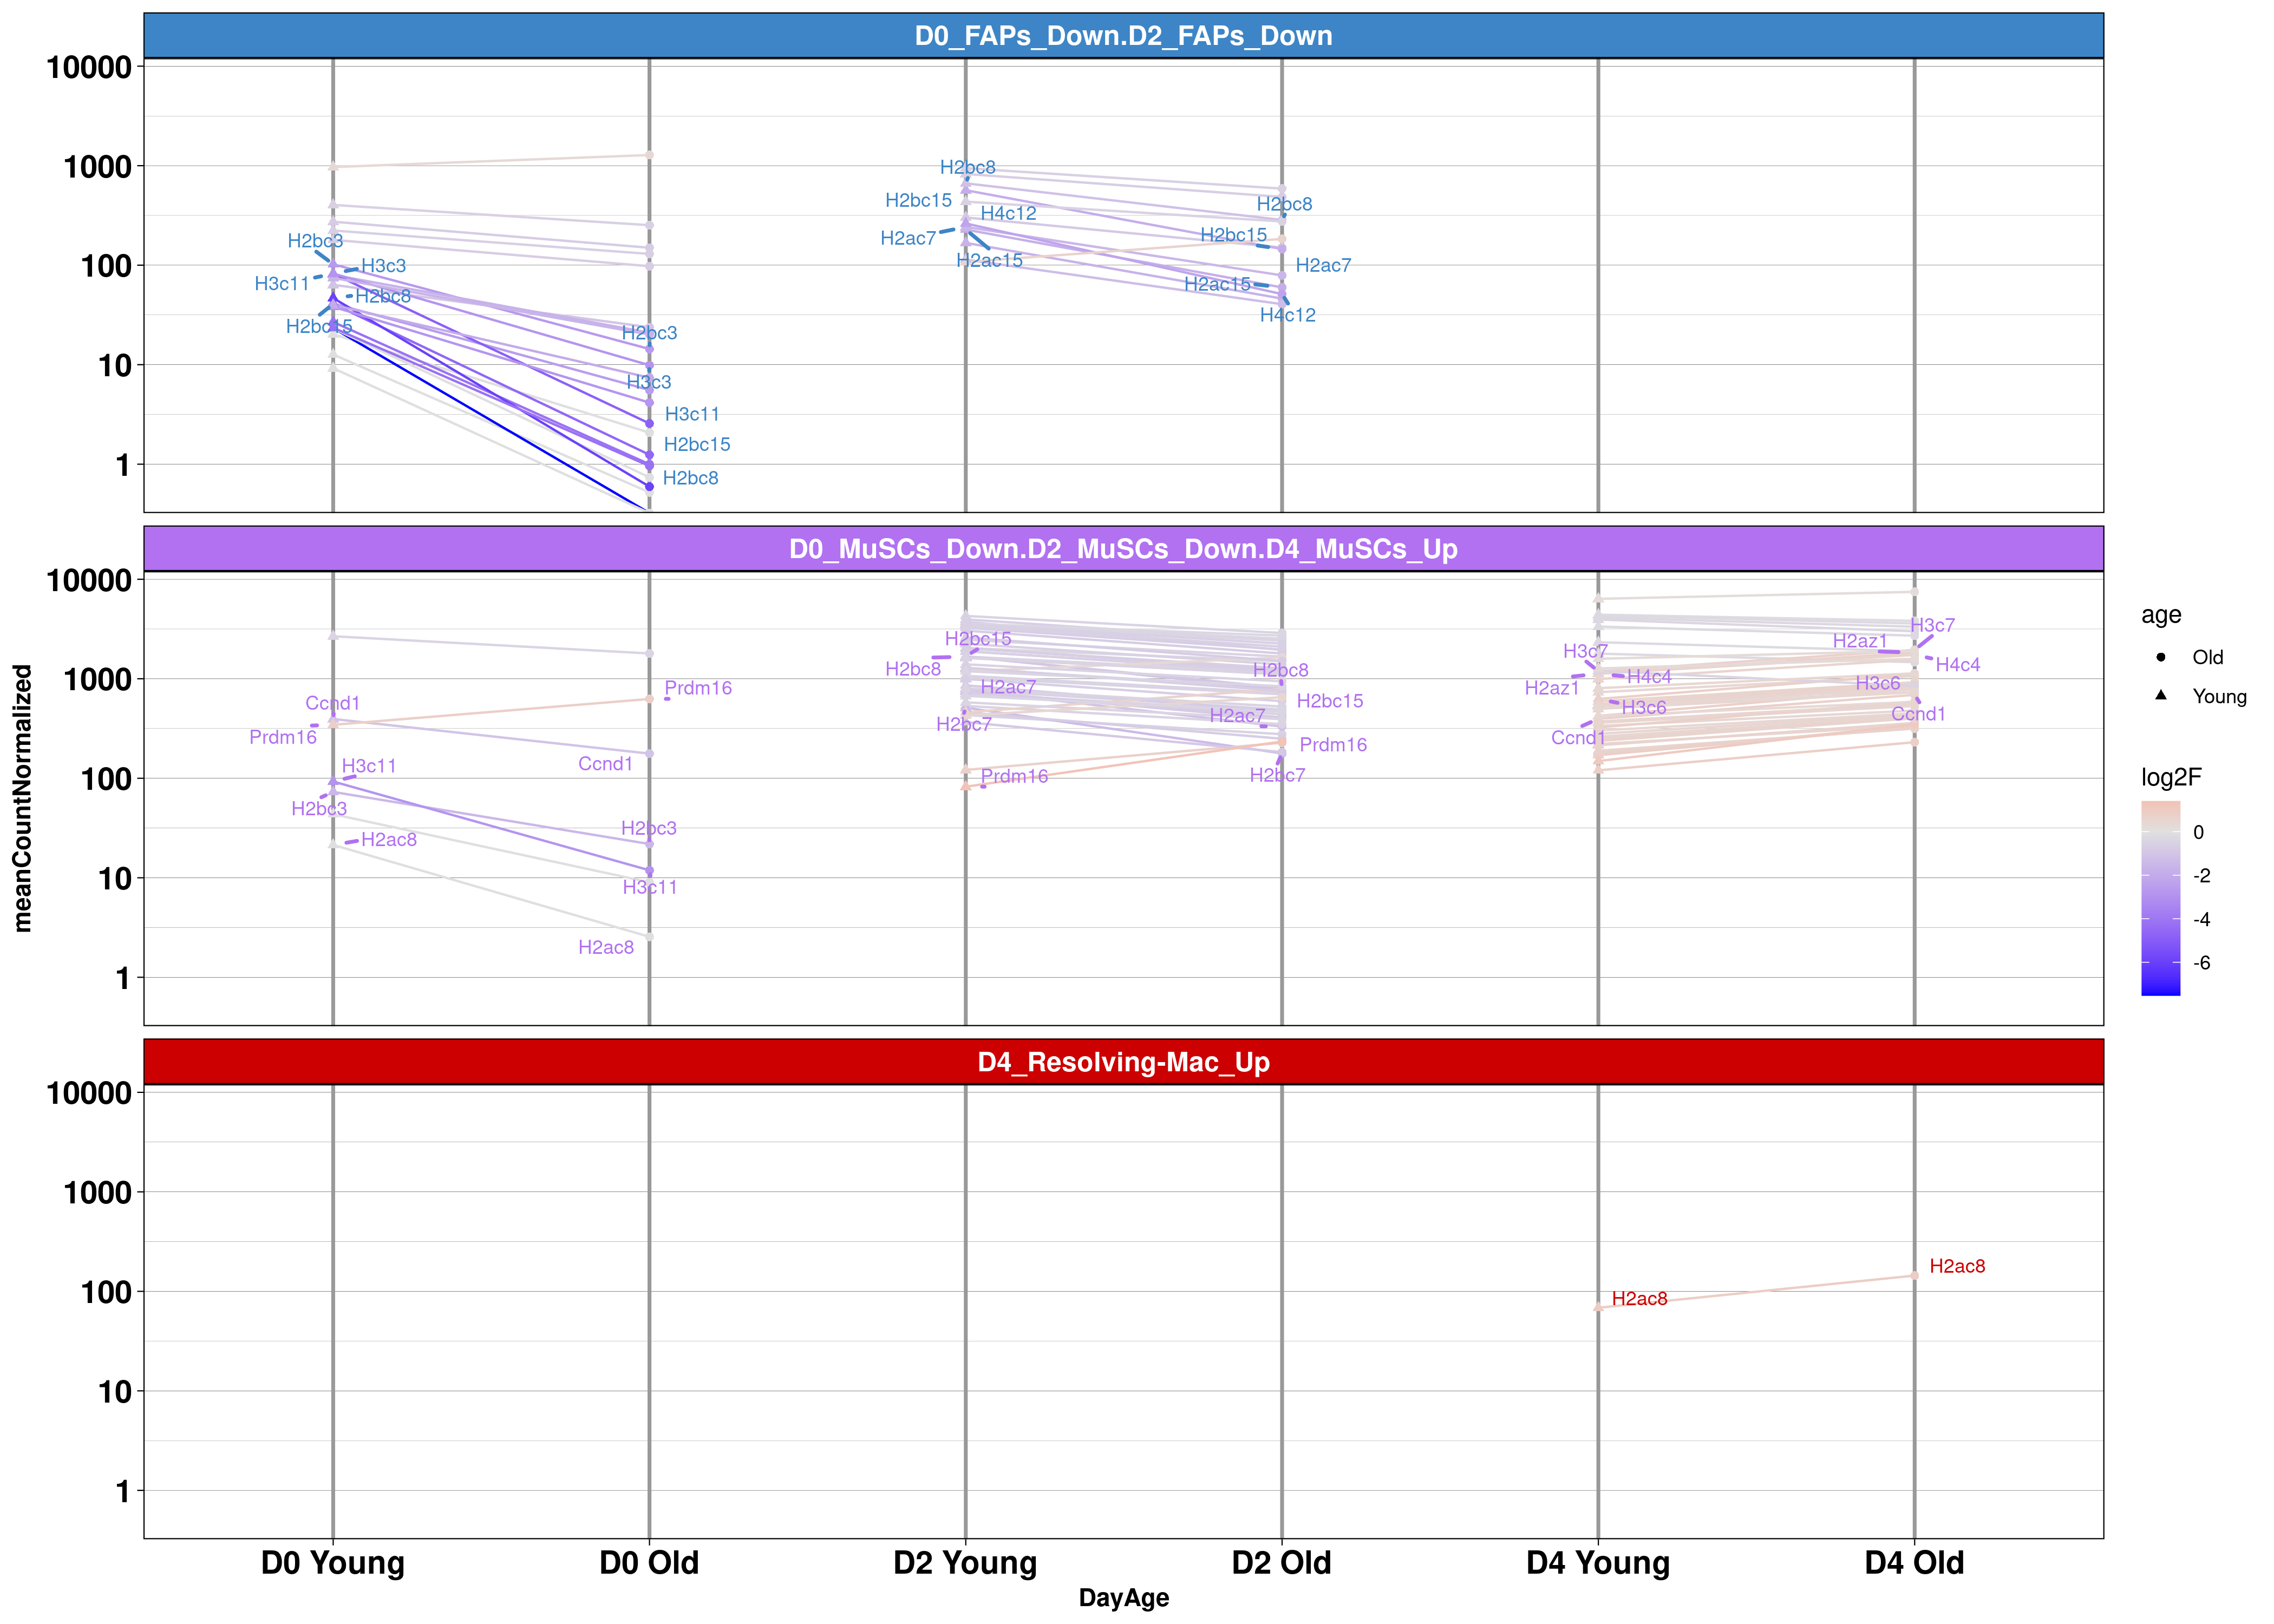 D0_FAPs_Down.D2_FAPs_Down
10000
1000
100
10
1
H2bc3
H3c3
H3c11
H2bc8
H2bc15
H2bc3
H3c3
H3c11
H2bc15
H2bc8
H2bc8
H2bc15
H4c12
H2ac7
H2ac15
H2bc8
H2bc15
H2ac7
H2ac15
H4c12
D0_MuSCs_Down.D2_MuSCs_Down.D4_MuSCs_Up
10000
1000
100
10
1
Ccnd1
Prdm16
H3c11
H2bc3
H2ac8
Prdm16
Ccnd1
H2bc3
H3c11
H2ac8
H2bc15
H2bc8
H2ac7
H2bc7
Prdm16
H2bc8
H2bc15
H2ac7
Prdm16
H2bc7
H3c7
H2az1
H4c4
H3c6
Ccnd1
H3c7
H2az1
H4c4
H3c6
Ccnd1
D4_Resolving-Mac_Up
10000
1000
100
10
1
H2ac8
H2ac8
D0 Young
D0 Old
D2 Young
D2 Old
D4 Young
D4 Old
DayAge
meanCountNormalized
age
Old
Young
log2F
0
-2
-4
-6